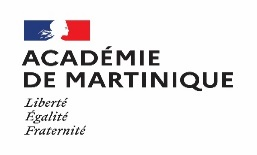 ACADÉMIE
DE MARTINIQUE
Liberté
Égalité
Fraternité